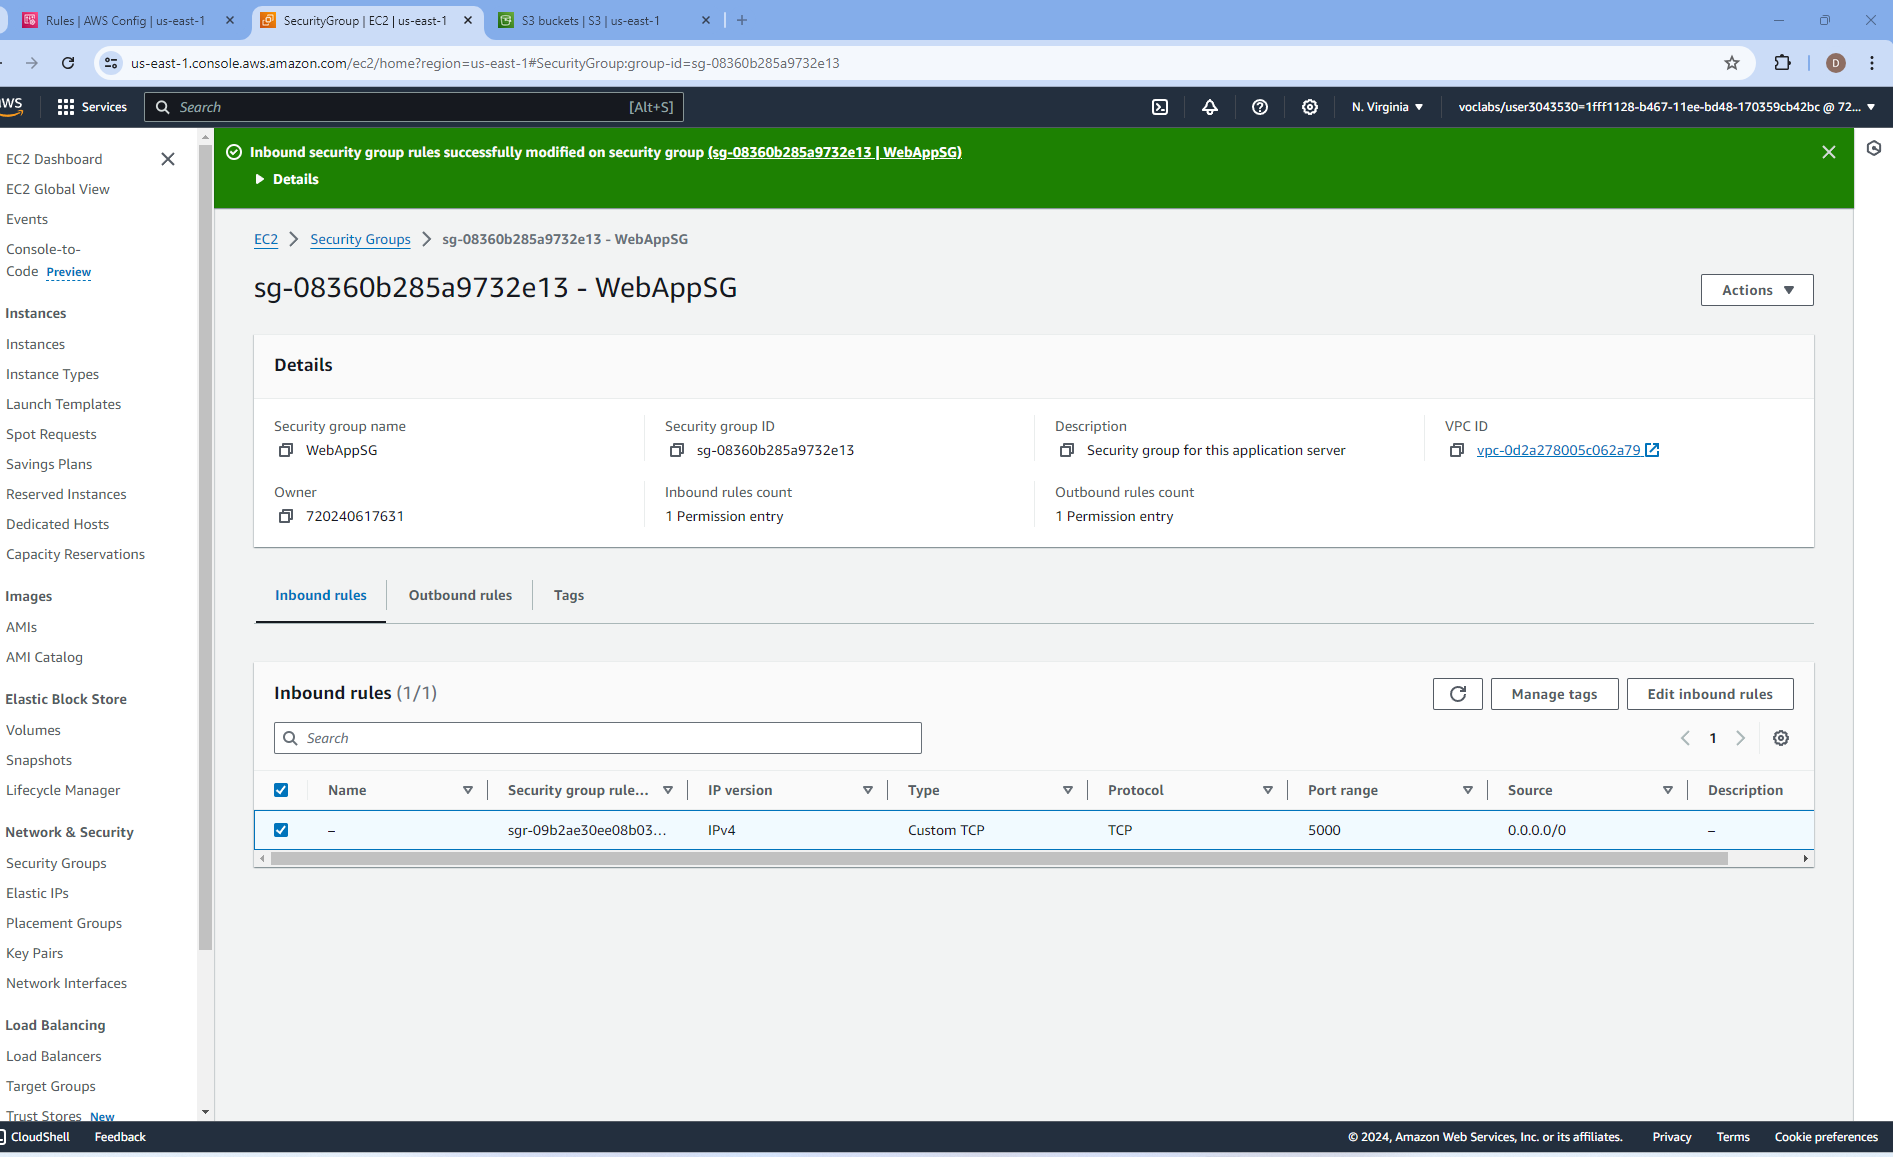 Rules | AWS Config | us-east-1
SecurityGroup | EC2 | us-east-1
S3 buckets | S3 | us-east-1
us-east-1.console.aws.amazon.com/ec2/home?region=us-east-1#SecurityGroup:group-id=sg-08360b285a9732e13
D
aws
Services
Search
[Alt+S]
N. Virginia
voclabs/user3043530=1fff1128-b467-11ee-bd48-170359cb42bc @ 72...
EC2 Dashboard
EC2 Global View
Events
Console-to-
Code Preview
Instances
Instances
Instance Types
Launch Templates
Spot Requests
Savings Plans
Reserved Instances
Dedicated Hosts
Capacity Reservations
Images
AMIs
AMI Catalog
Elastic Block Store
Volumes
Snapshots
Lifecycle Manager
Network & Security
Security Groups
Elastic IPs
Placement Groups
Key Pairs
Network Interfaces
Load Balancing
Load Balancers
Target Groups
Trust Stores New
Inbound security group rules successfully modified on security group (sg-08360b285a9732e13 | WebAppSG)
Details
EC2 > Security Groups > sg-08360b285a9732e13 - WebAppSG
sg-08360b285a9732e13 - WebAppSG
Actions
Details
Security group name
WebAppSG
Security group ID
sg-08360b285a9732e13
Description
Security group for this application server
VPC ID
vpc-0d2a278005c062a79
Owner
720240617631
Inbound rules count
1 Permission entry
Outbound rules count
1 Permission entry
Inbound rules
Outbound rules
Tags
Inbound rules (1/1)
Manage tags
Edit inbound rules
Search
1
Name Security group rule... IP version Type Protocol Port range Source Description
– sgr-09b2ae30ee08b03... IPv4 Custom TCP TCP 5000 0.0.0.0/0 –
CloudShell
Feedback
© 2024, Amazon Web Services, Inc. or its affiliates.
Privacy
Terms
Cookie preferences